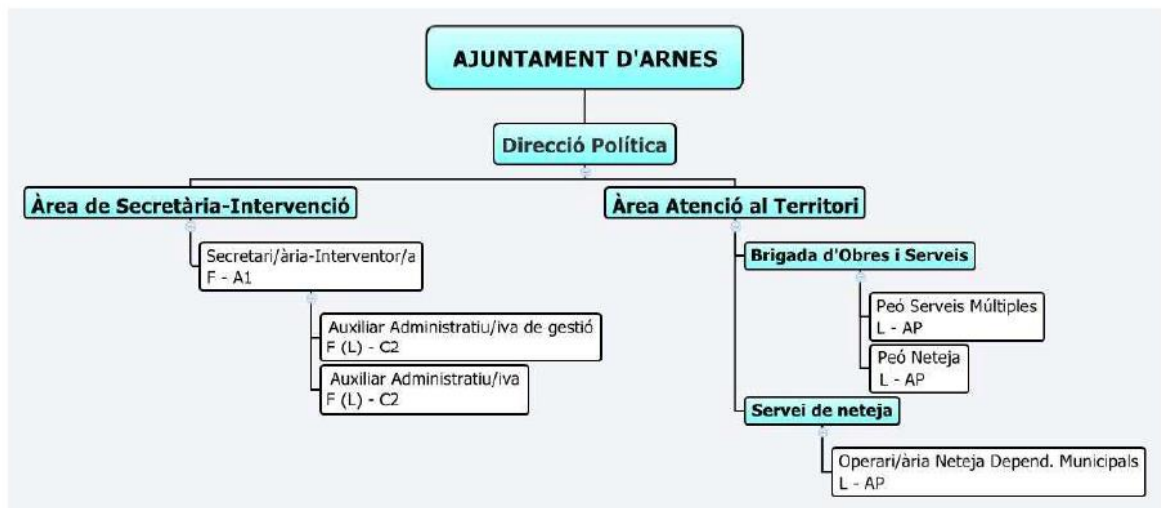 AJUNTAMENT D'ARNES
Direcció Política
Àrea de Secretària-Intervenció
Secretari/ària-Interventor/a
F - A1
Auxiliar Administratiu/iva de gestió
F (L) - C2
Auxiliar Administratiu/iva
F (L) - C2
Àrea Atenció al Territori
Brigada d'Obres i Serveis
Peó Serveis Múltiples
L - AP
Peó Neteja
L - AP
Servei de neteja
Operari/ària Neteja Depend. Municipals
L - AP